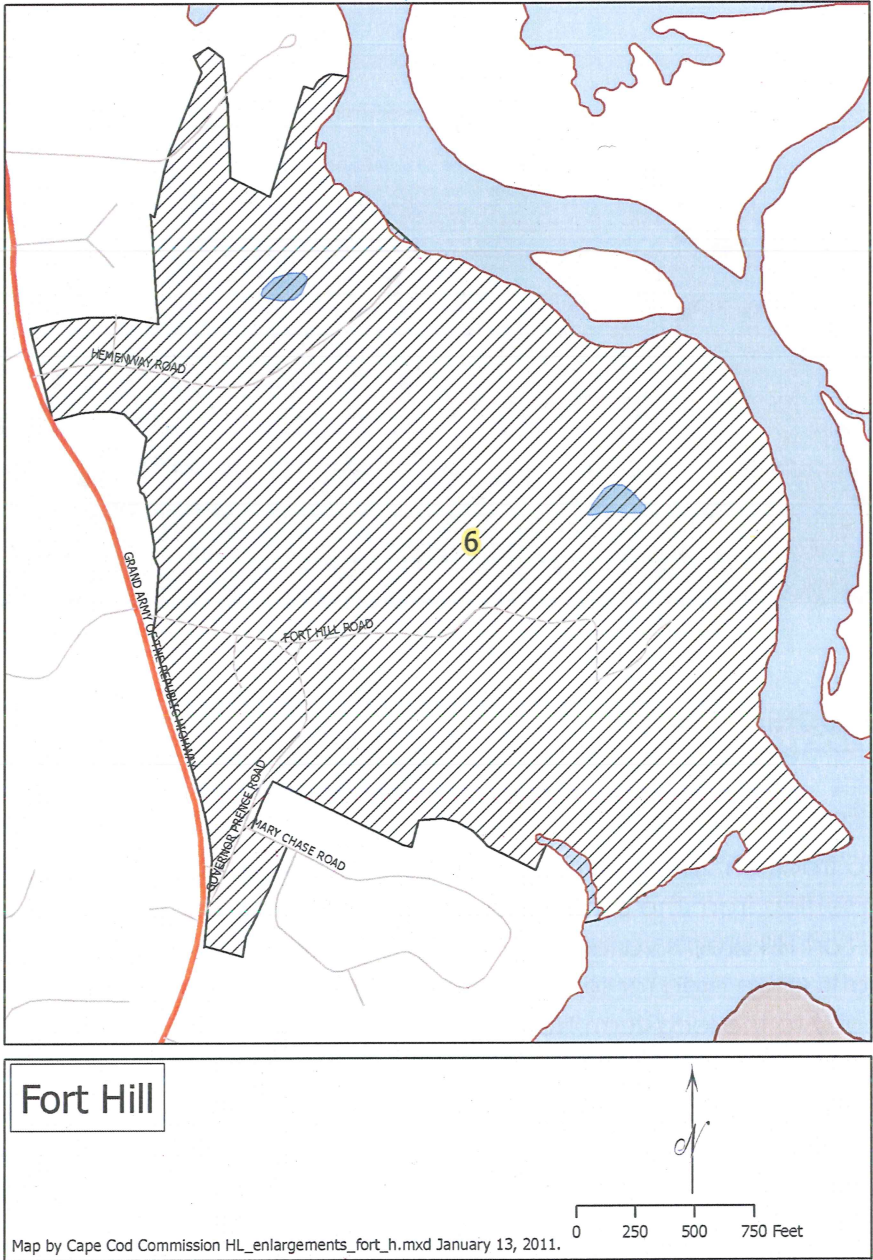 HEMENWAY ROAD
6
GRAND ARMY OF THE REPUBLIC HIGHWAY
FORT HILL ROAD
GOVERNOR PRENCE ROAD
MARY CHASE ROAD
Fort Hill
N
0 250 500 750 Feet
Map by Cape Cod Commission HL_enlargements_fort_h.mxd January 13, 2011.